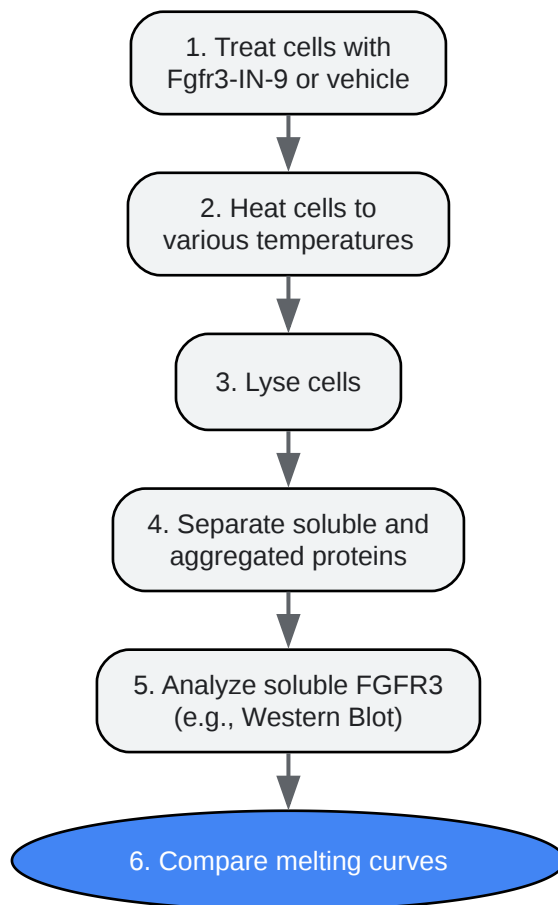 1. Treat cells with
Fgfr3-IN-9 or vehicle
2. Heat cells to
various temperatures
3. Lyse cells
4. Separate soluble and
aggregated proteins
5. Analyze soluble FGFR3
(e.g., Western Blot)
6. Compare melting curves